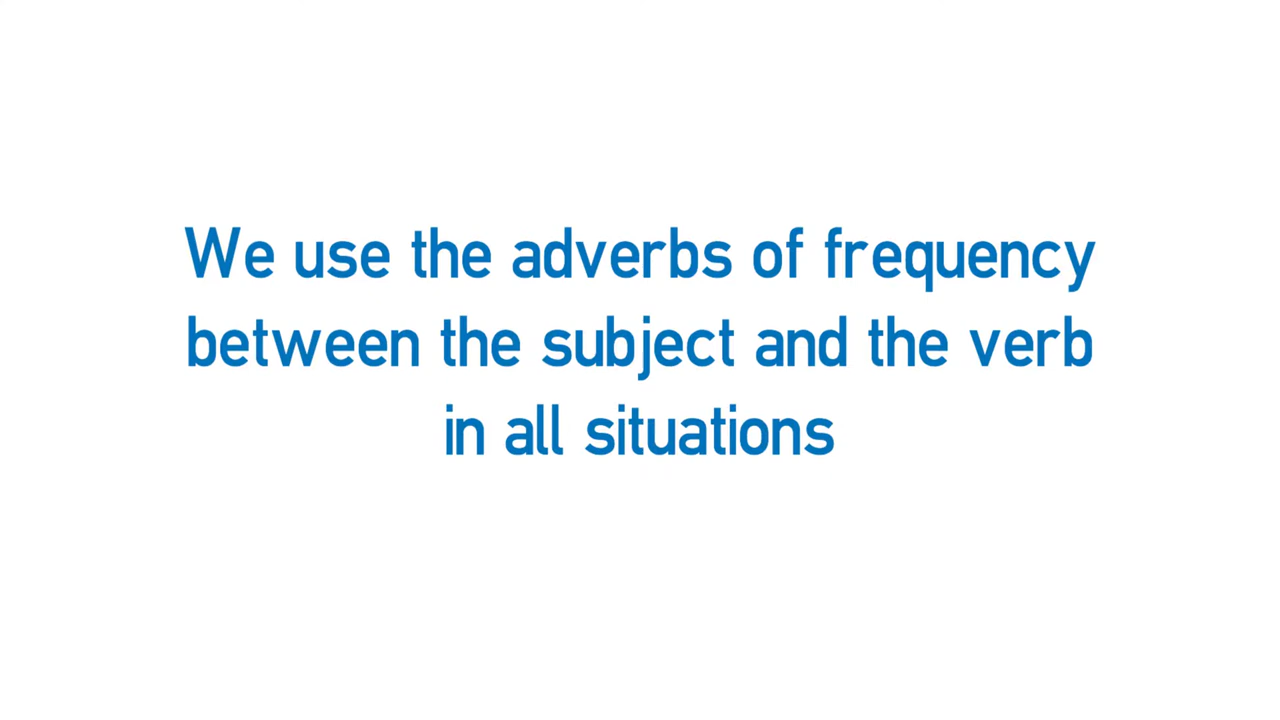 We use the adverbs of frequency
between the subject and the verb
in all situations